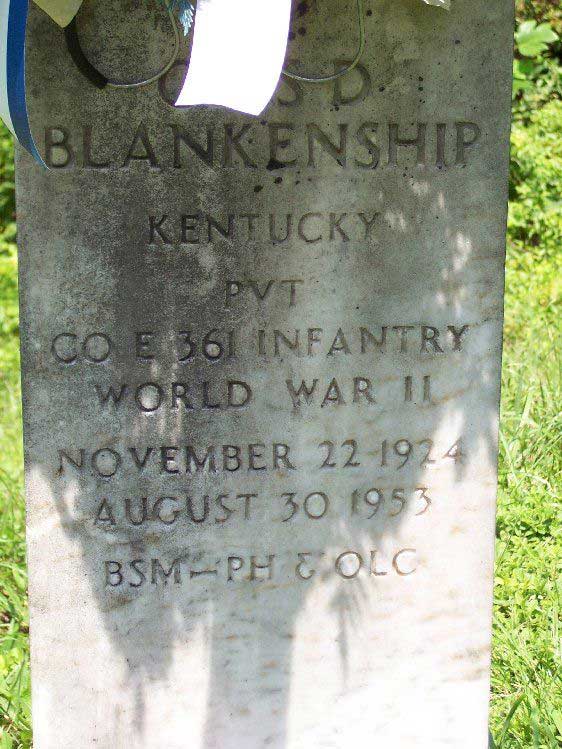 D
BLANKENSHIP
KENTUCKY
PVT
CO E 361 INFANTRY
WORLD WAR II
NOVEMBER 22 1924
AUGUST 30 1953
BSM–PH & OLC